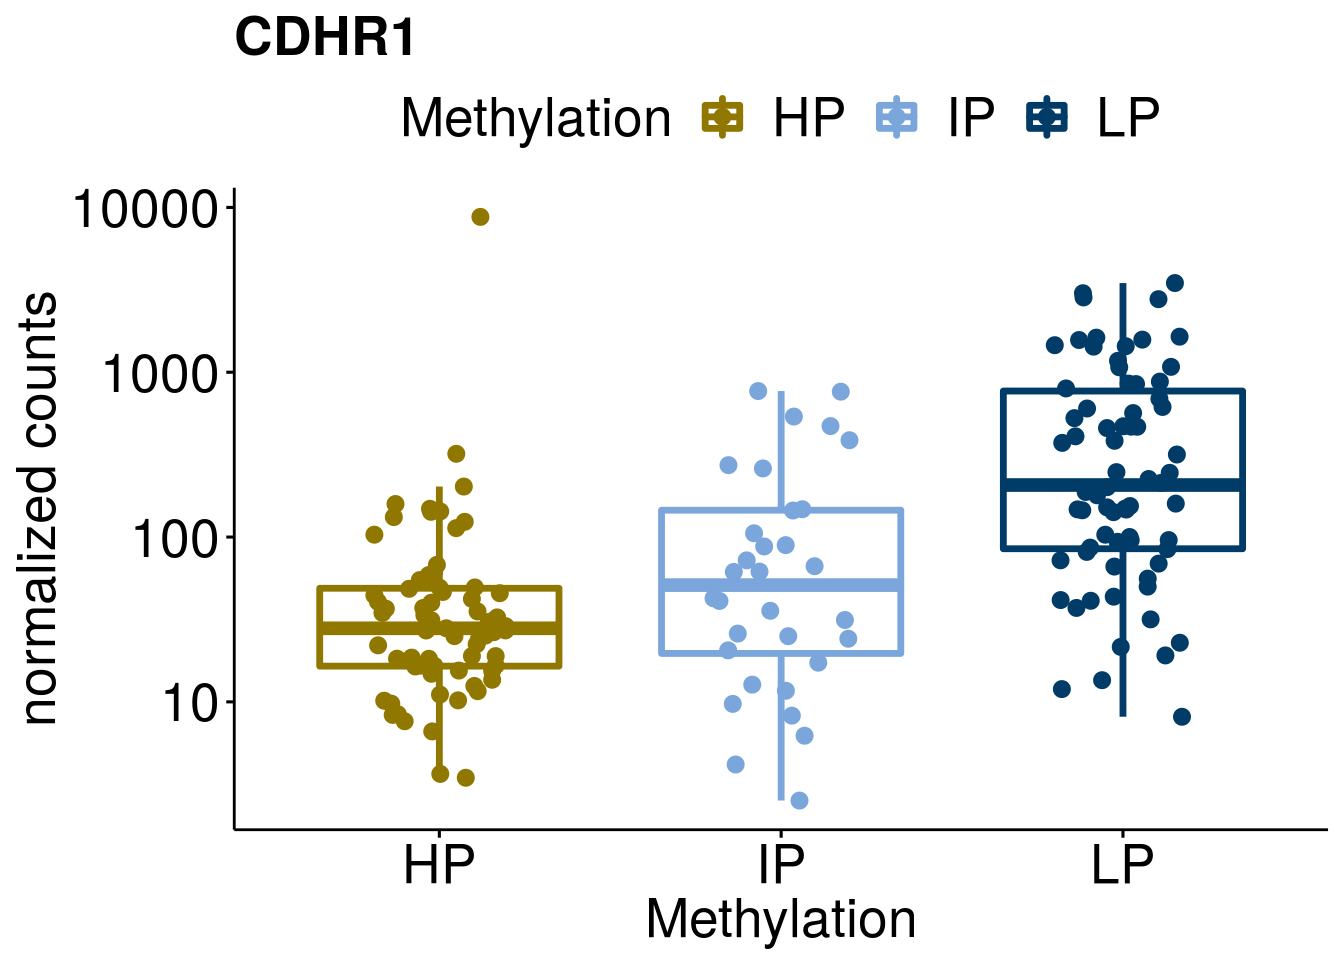 CDHR1
Methylation HP IP LP
10000
1000
100
10
normalized counts
HP IP LP
Methylation